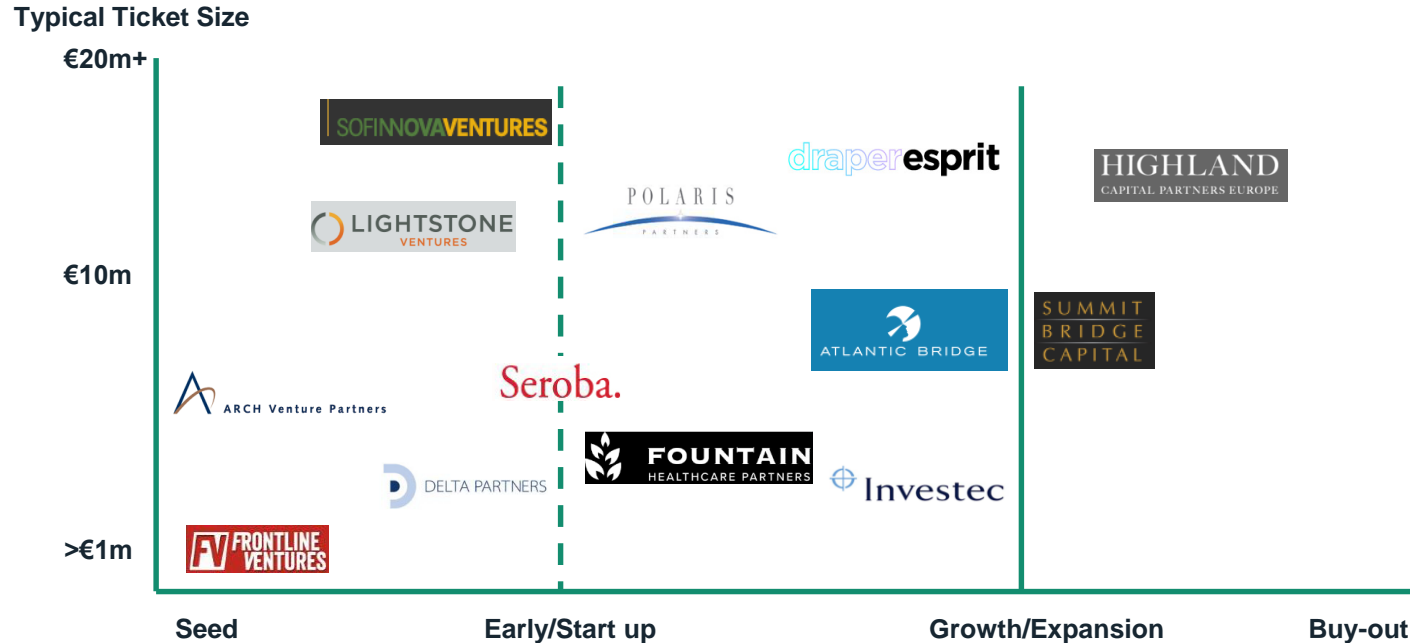 Typical Ticket Size
€20m+
SOFINNOVAVENTURES
draperesprit
HIGHLAND
CAPITAL PARTNERS EUROPE
POLARIS
PARTNERS
LIGHTSTONE
VENTURES
€10m
ATLANTIC BRIDGE
SUMMIT
BRIDGE
CAPITAL
Seroba.
ARCH Venture Partners
FOUNTAIN
HEALTHCARE PARTNERS
DELTA PARTNERS
Investec
>€1m
FV FRONTLINE
VENTURES
Seed
Early/Start up
Growth/Expansion
Buy-out